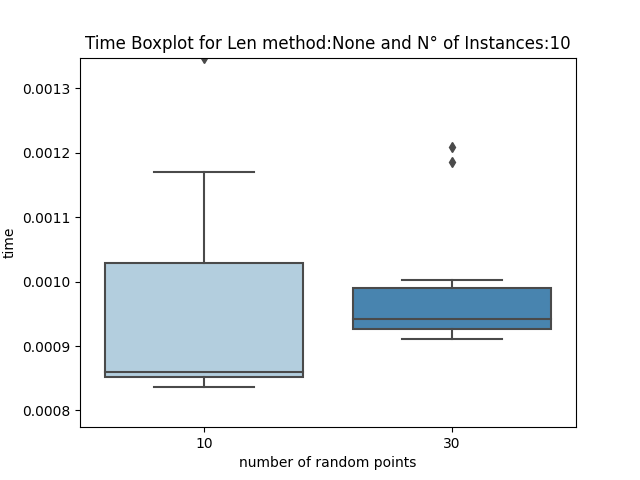 Time Boxplot for Len method:None and N° of Instances:10
0.0013
0.0012
0.0011
0.0010
0.0009
0.0008
time
10 30
number of random points